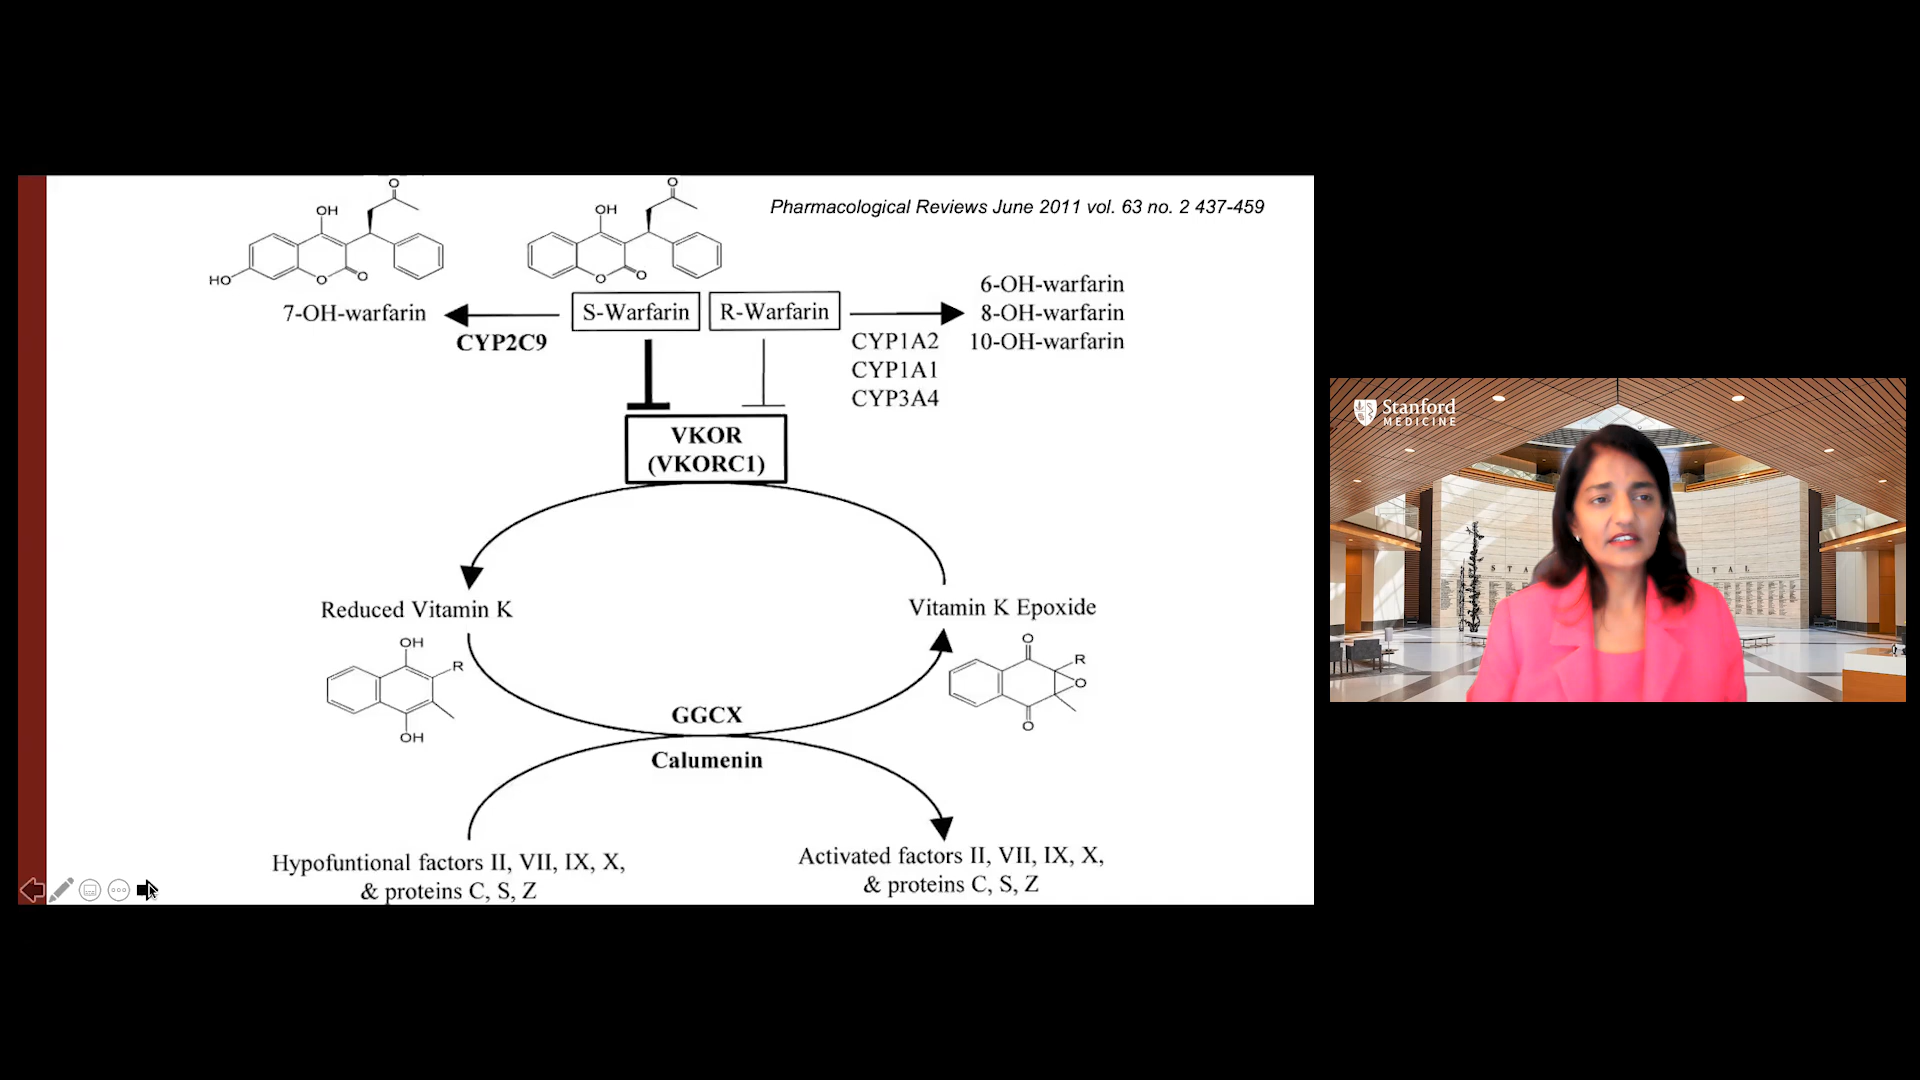 Pharmacological Reviews June 2011 vol. 63 no. 2 437-459
O
OH
HO
O
O
O
OH
O
O
7-OH-warfarin
CYP2C9
S-Warfarin
R-Warfarin
CYP1A2
CYP1A1
CYP3A4
6-OH-warfarin
8-OH-warfarin
10-OH-warfarin
VKOR
(VKORC1)
Reduced Vitamin K
OH
R
OH
Vitamin K Epoxide
O
R
O
O
GGCX
Calumenin
Hypofuntional factors II, VII, IX, X,
& proteins C, S, Z
Activated factors II, VII, IX, X,
& proteins C, S, Z
Stanford
MEDICINE
STA
ITAL